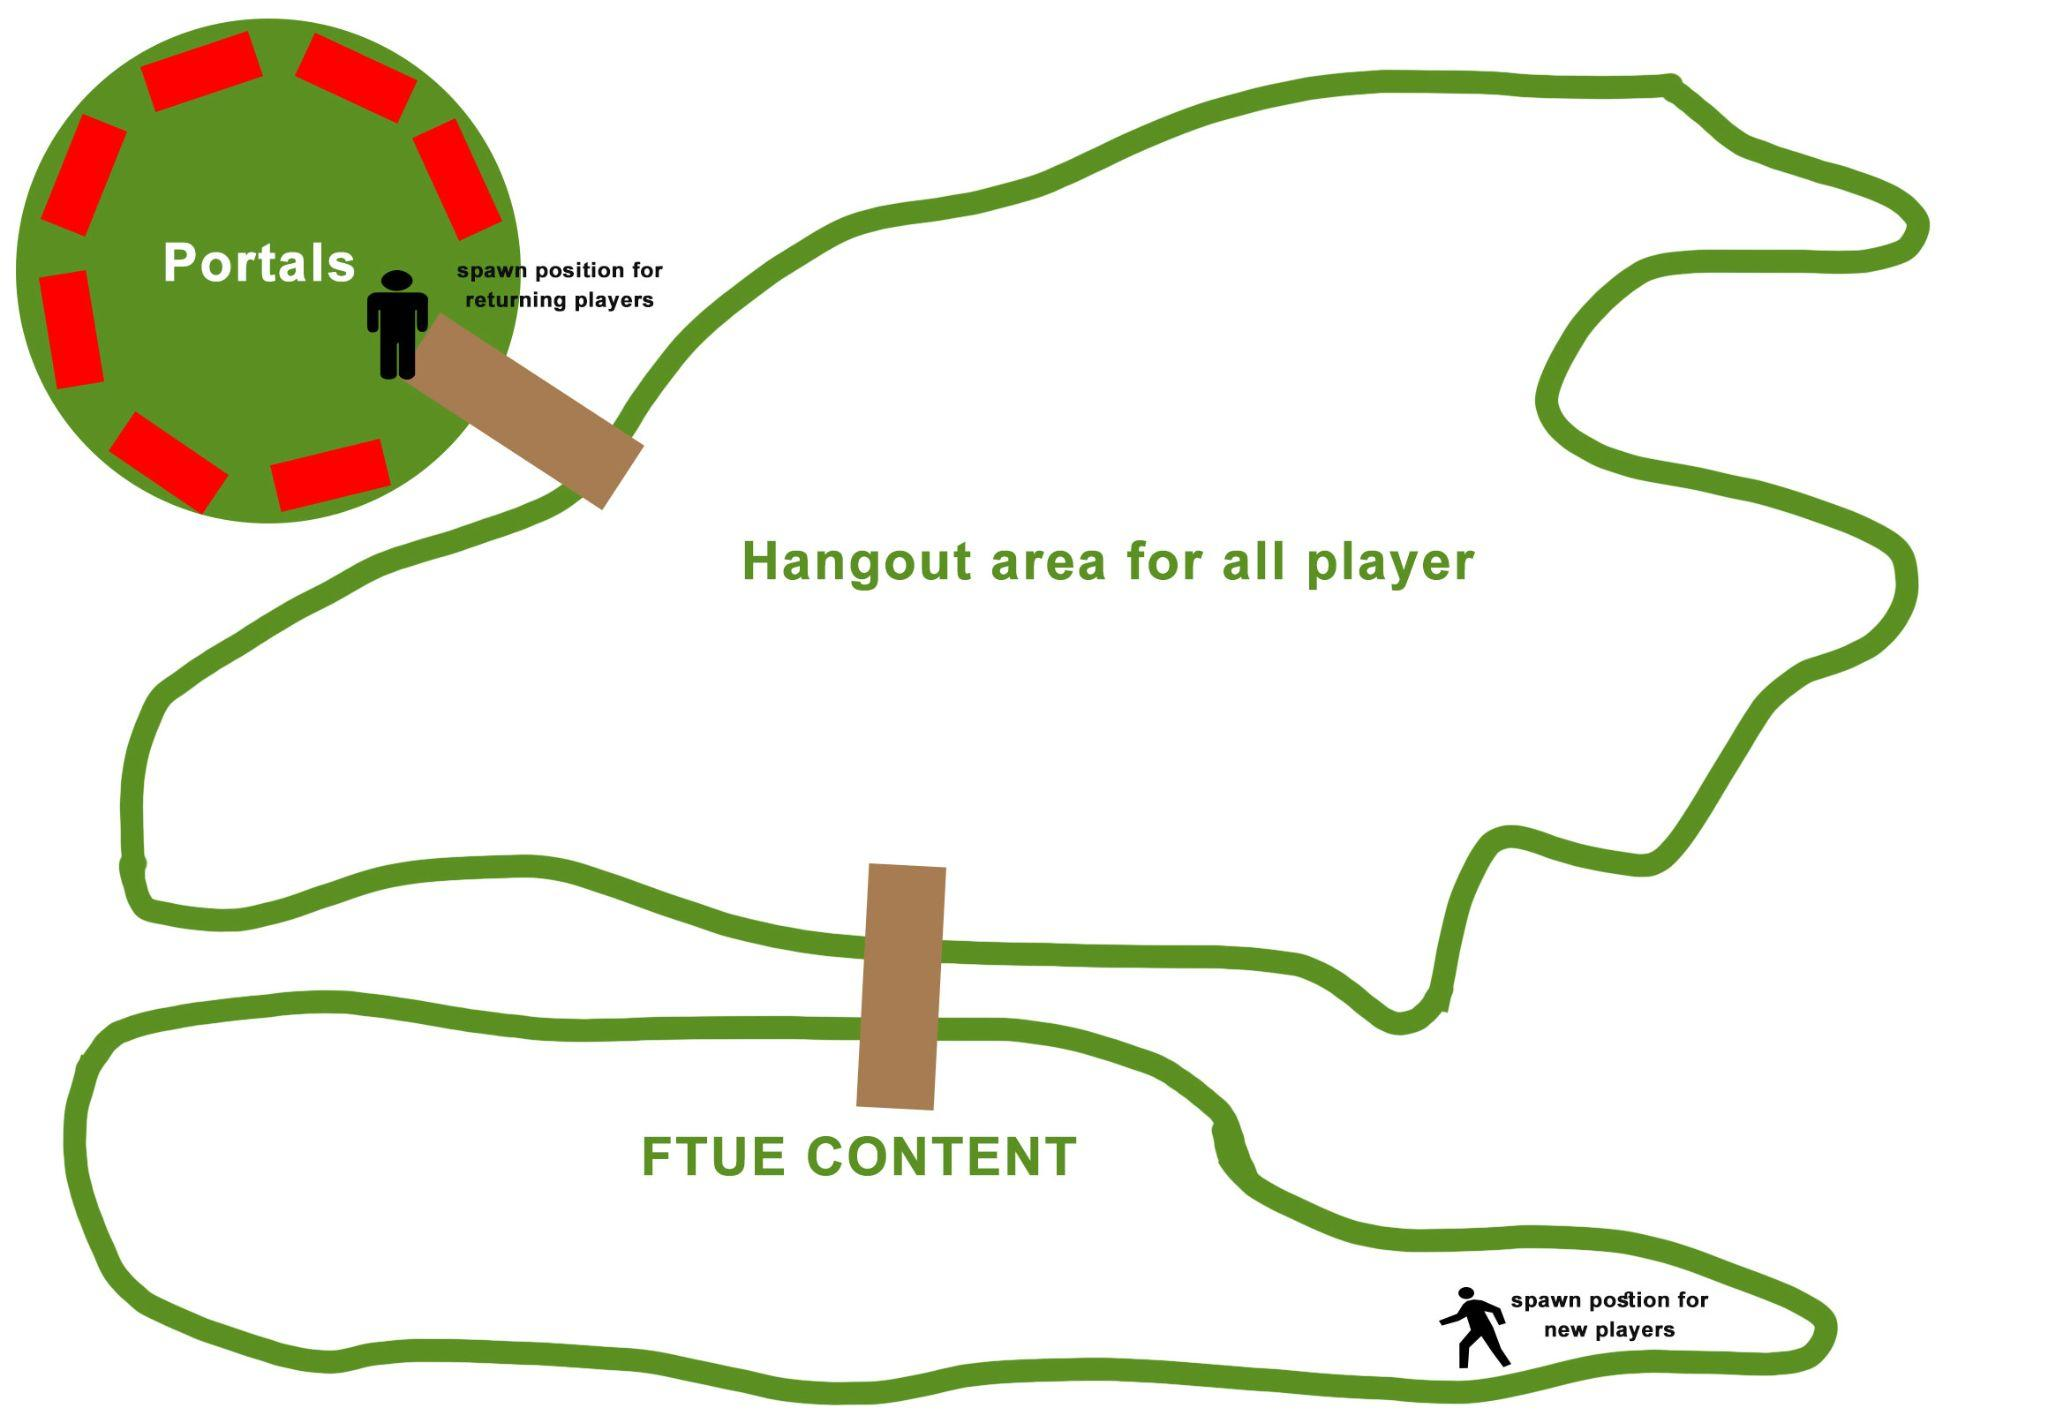 Portals
spawn position for
returning players
Hangout area for all player
FTUE CONTENT
spawn postion for
new players